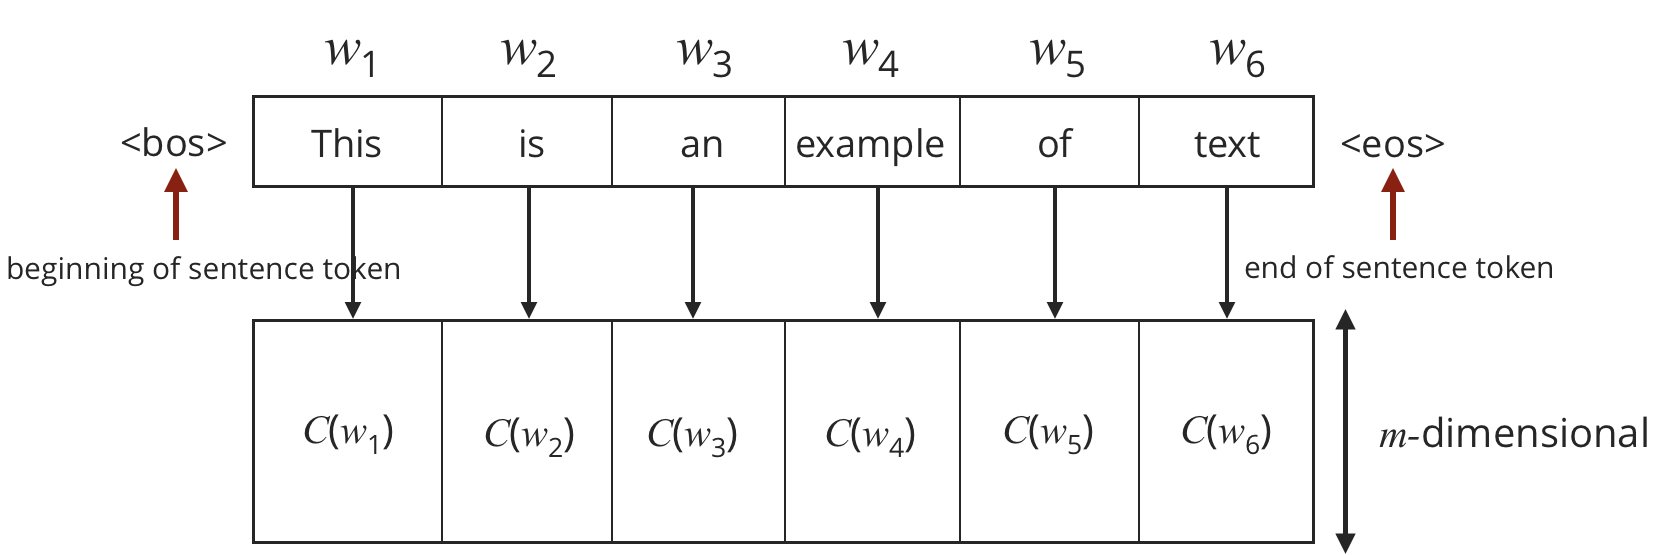 w1 w2 w3 w4 w5 w6
<bos> This is an example of text <eos>
beginning of sentence token end of sentence token
C(w1) C(w2) C(w3) C(w4) C(w5) C(w6) m-dimensional